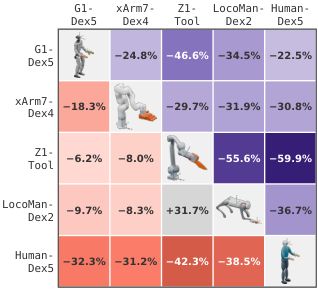 G1- xArm7- Z1- LocoMan- Human-
Dex5 Dex4 Tool Dex2 Dex5
G1-
Dex5 −24.8% −46.6% −34.5% −22.5%
xArm7-
Dex4 −18.3% −29.7% −31.9% −30.8%
Z1-
Tool −6.2% −8.0% −55.6% −59.9%
LocoMan-
Dex2 −9.7% −8.3% +31.7% −36.7%
Human-
Dex5 −32.3% −31.2% −42.3% −38.5%